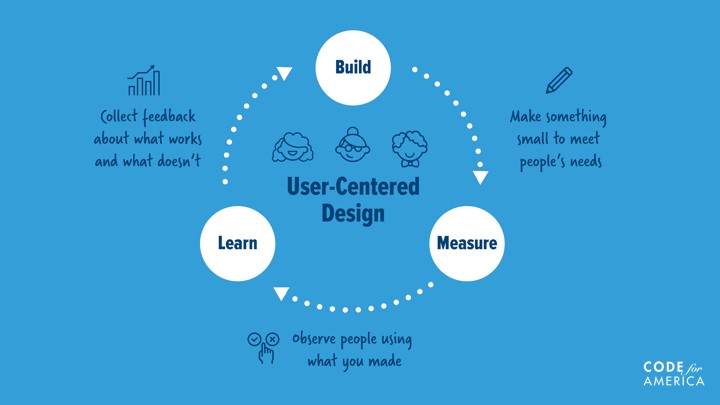 Build
Collect feedback
about what works
and what doesn't
Make something
small to meet
people's needs
User-Centered
Design
Learn
Measure
Observe people using
what you made
CODE for
AMERICA